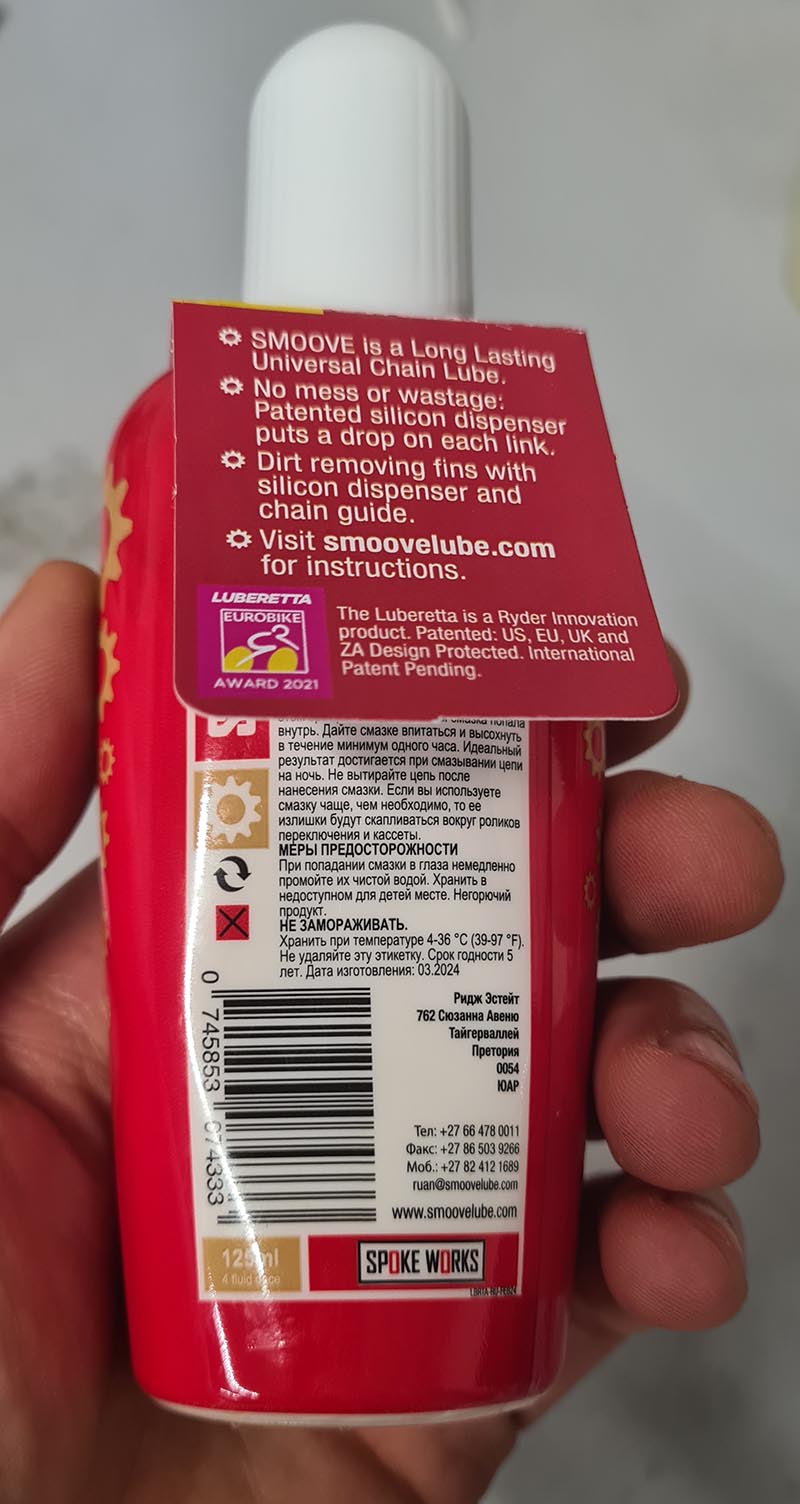 SMOOVE is a Long Lasting
Universal Chain Lube.
No mess or wastage:
Patented silicon dispenser
puts a drop on each link.
Dirt removing fins with
silicon dispenser and
chain guide.
Visit smoovelube.com
for instructions.
LUBERETTA
EUROBIKE
AWARD 2021
The Luberetta is a Ryder Innovation
product. Patented: US, EU, UK and
ZA Design Protected. International
Patent Pending.
смазка попала
внутрь. Дайте смазке впитаться и высохнуть
в течение минимум одного часа. Идеальный
результат достигается при смазывании цепи
на ночь. Не вытирайте цепь после
нанесения смазки. Если вы используете
смазку чаще, чем необходимо, то ее
излишки будут скапливаться вокруг роликов
переключения и кассеты.
МЕРЫ ПРЕДОСТОРОЖНОСТИ
При попадании смазки в глаза немедленно
промойте их чистой водой. Хранить в
недоступном для детей месте. Негорючий
продукт.
НЕ ЗАМОРАЖИВАТЬ.
Хранить при температуре 4-36 °C (39-97 °F).
Не удаляйте эту этикетку. Срок годности 5
лет. Дата изготовления: 03.2024
0 745853 074333
Ридж Эстейт
762 Сюзанна Авеню
Тайгерваллей
Претория
0054
ЮАР
Тел: +27 66 478 0011
Факс: +27 86 503 9266
Моб.: +27 82 412 1689
ruan@smoovelube.com
www.smoovelube.com
125ml
4 fluid
SPOKE WORKS